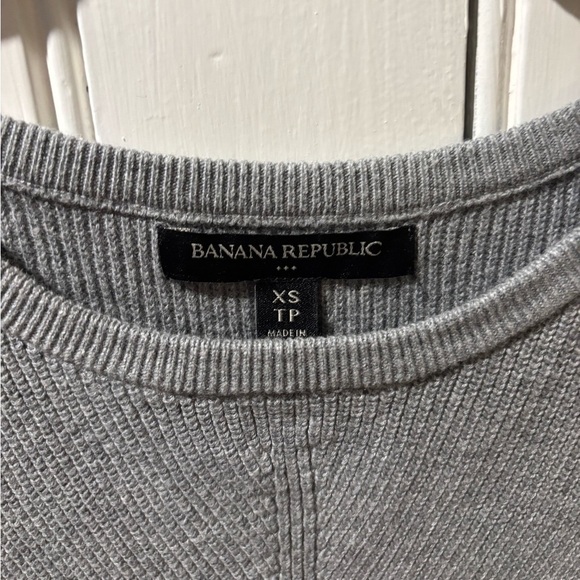 BANANA REPUBLIC
XS
TP
MADE IN